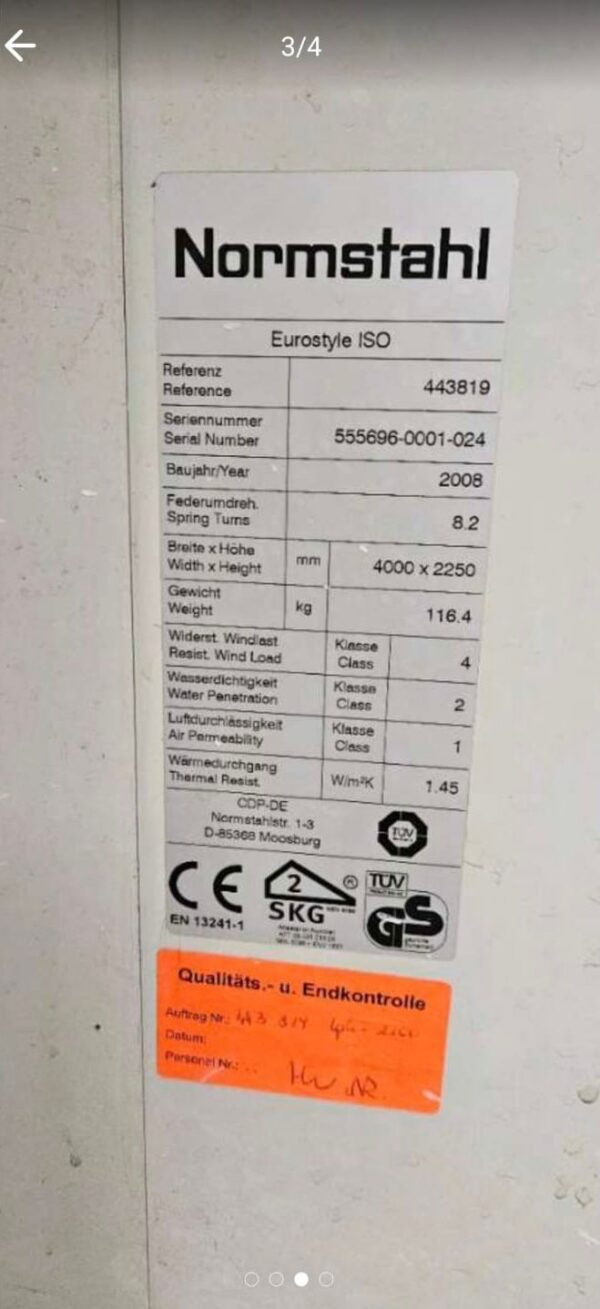 3/4
Normstahl
Eurostyle ISO
Referenz
Reference
443819
Seriennummer
Serial Number
555696-0001-024
Baujahr/Year
2008
Federumdreh.
Spring Turns
8.2
Breite x Höhe
Width x Height
mm
4000 x 2250
Gewicht
Weight
kg
116.4
Widerst. Windlast
Resist. Wind Load
Klasse
Class
4
Wasserdichtigkeit
Water Penetration
Klasse
Class
2
Luftdurchlässigkeit
Air Permeability
Klasse
Class
1
Wärmedurchgang
Thermal Resist.
W/m²K
1.45
CDP-DE
Normstahlstr. 1-3
D-85368 Moosburg
TÜV
CE
EN 13241-1
2
®
SKG
TÜV
GS
geprüfte
Sicherheit
Qualitäts.- u. Endkontrolle
Auftrag Nr.:
Datum:
Personal Nr.: